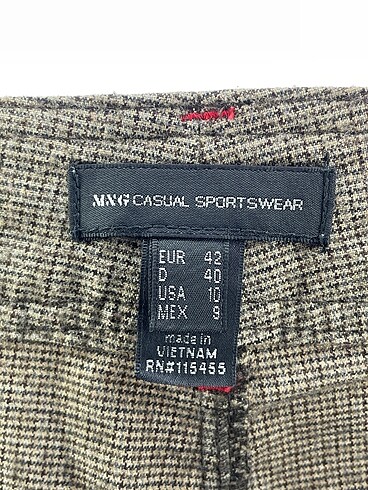 MNG CASUAL SPORTSWEAR
EUR 42
D 40
USA 10
MEX 9
made in
VIETNAM
RN#115455